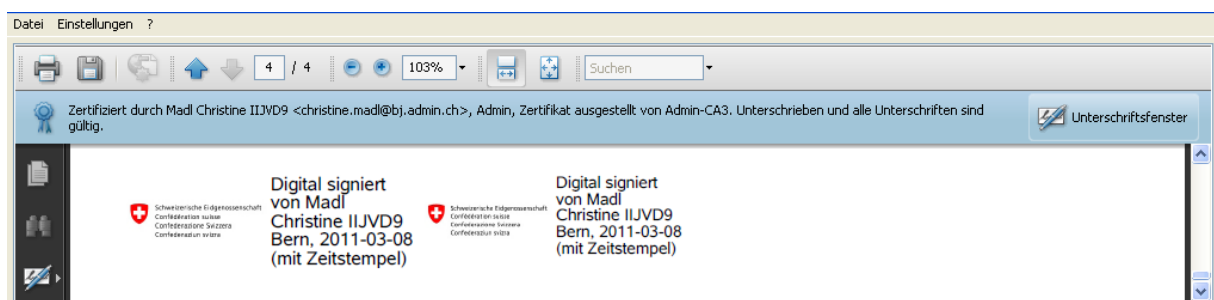 Datei Einstellungen ?
4 / 4 103% Suchen
Zertifiziert durch Madl Christine IIJVD9 <christine.madl@bj.admin.ch>, Admin, Zertifikat ausgestellt von Admin-CA3. Unterschrieben und alle Unterschriften sind
gültig.
Unterschriftsfenster
Schweizerische Eidgenossenschaft
Confédération suisse
Confederazione Svizzera
Confederaziun svizra
Digital signiert
von Madl
Christine IIJVD9
Bern, 2011-03-08
(mit Zeitstempel)
Schweizerische Eidgenossenschaft
Confédération suisse
Confederazione Svizzera
Confederaziun svizra
Digital signiert
von Madl
Christine IIJVD9
Bern, 2011-03-08
(mit Zeitstempel)